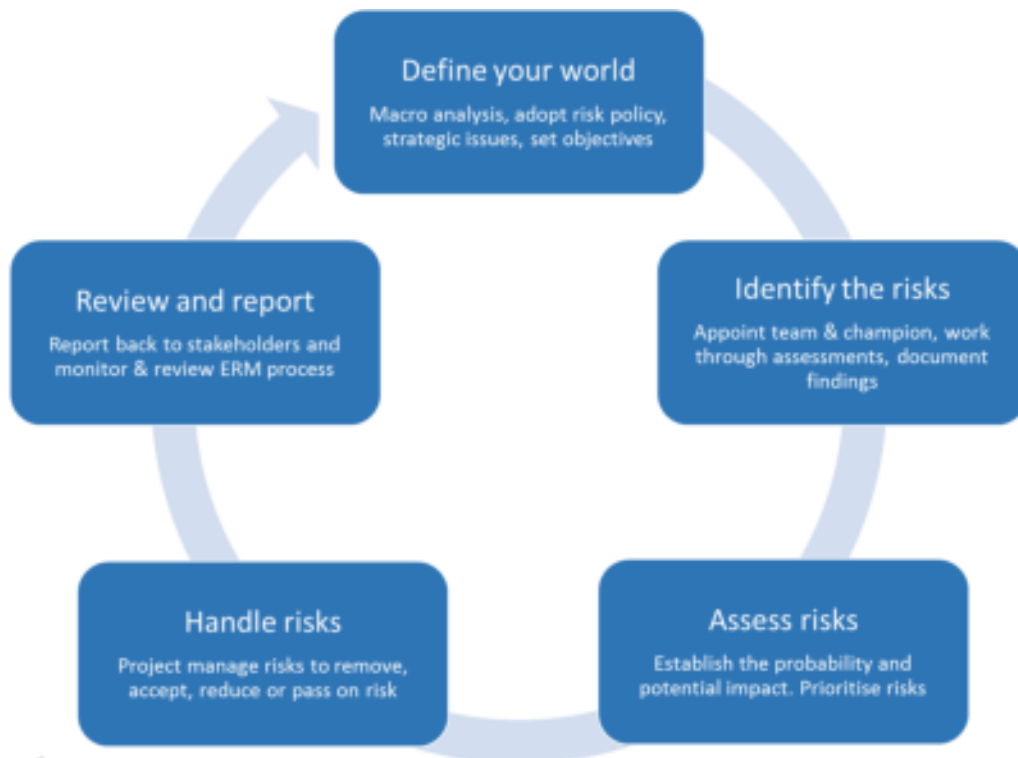 Define your world
Macro analysis, adopt risk policy,
strategic issues, set objectives
Identify the risks
Appoint team & champion, work
through assessments, document
findings
Assess risks
Establish the probability and
potential impact. Prioritise risks
Handle risks
Project manage risks to remove,
accept, reduce or pass on risk
Review and report
Report back to stakeholders and
monitor & review ERM process